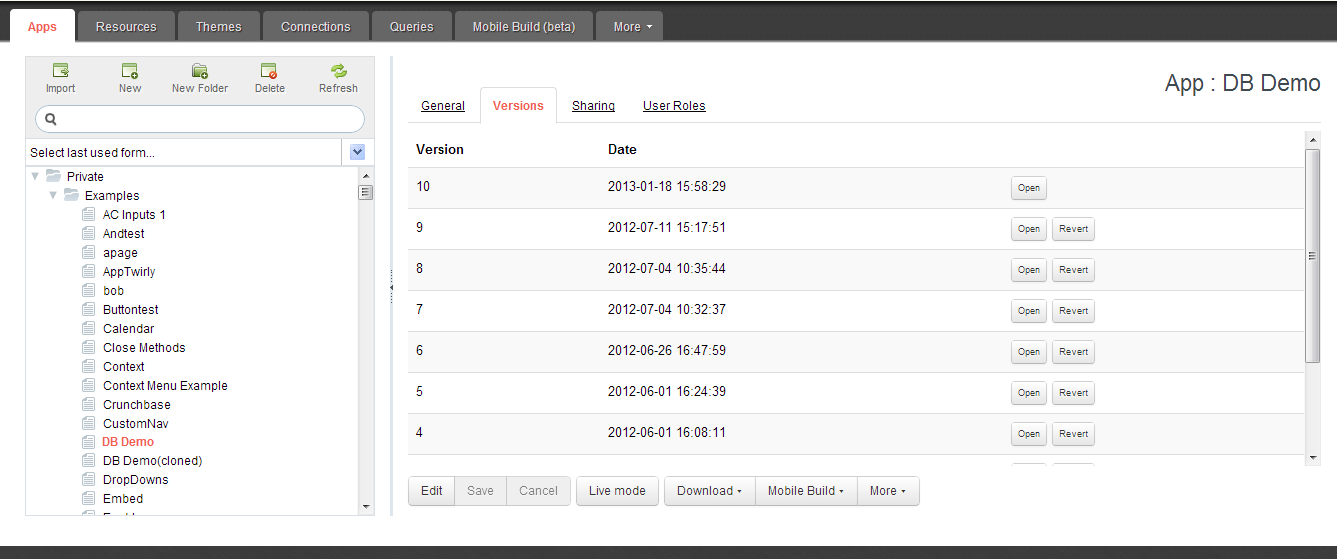 Apps Resources Themes Connections Queries Mobile Build (beta) More
Import New New Folder Delete Refresh
Select last used form...
Private
Examples
AC Inputs 1
Andtest
apage
AppTwirly
bob
Buttontest
Calendar
Close Methods
Context
Context Menu Example
Crunchbase
CustomNav
DB Demo
DB Demo(cloned)
DropDowns
Embed
App : DB Demo
General Versions Sharing User Roles
Version Date
10 2013-01-18 15:58:29 Open
9 2012-07-11 15:17:51 Open Revert
8 2012-07-04 10:35:44 Open Revert
7 2012-07-04 10:32:37 Open Revert
6 2012-06-26 16:47:59 Open Revert
5 2012-06-01 16:24:39 Open Revert
4 2012-06-01 16:08:11 Open Revert
Edit Save Cancel Live mode Download Mobile Build More